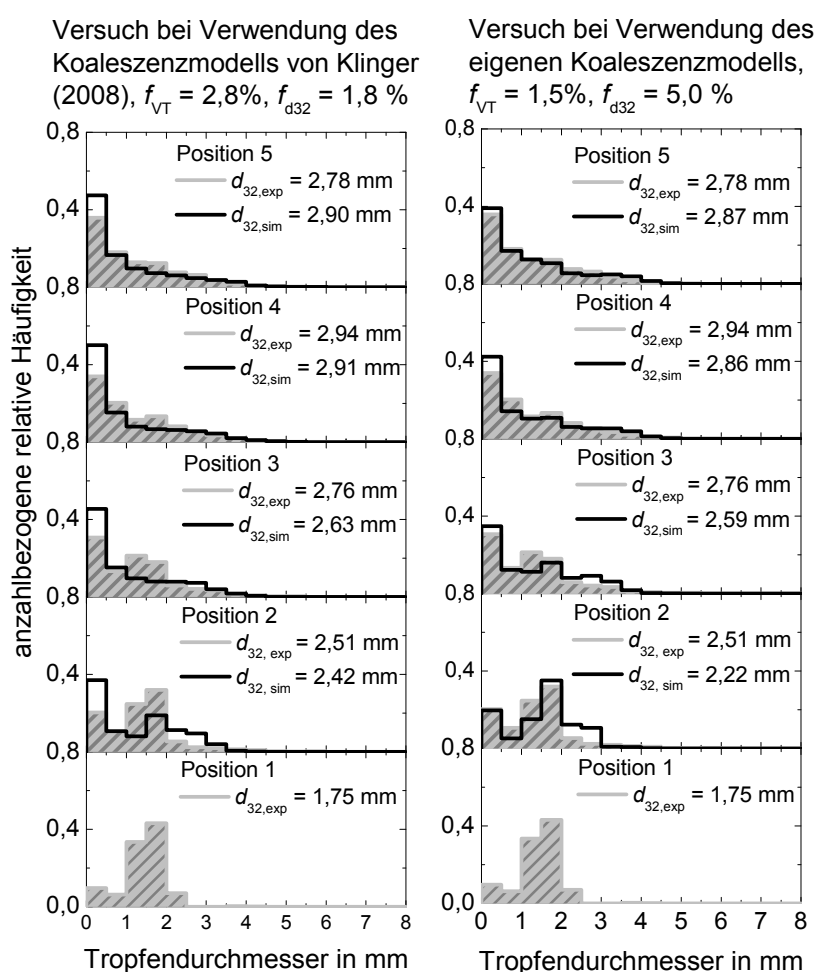 Versuch bei Verwendung des
Koaleszenzmodells von Klinger
(2008), f_VT = 2,8%, f_d32 = 1,8 %
anzahlbezogene relative Häufigkeit
0,8
Position 5
d_32,exp = 2,78 mm
0,4
d_32,sim = 2,90 mm
0,8
Position 4
d_32,exp = 2,94 mm
0,4
d_32,sim = 2,91 mm
0,8
Position 3
d_32,exp = 2,76 mm
0,4
d_32,sim = 2,63 mm
0,8
Position 2
d_32, exp = 2,51 mm
0,4
d_32, sim = 2,42 mm
0,8
Position 1
d_32,exp = 1,75 mm
0,4
0,0
0 1 2 3 4 5 6 7 8
Tropfendurchmesser in mm
Versuch bei Verwendung des
eigenen Koaleszenzmodells,
f_VT = 1,5%, f_d32 = 5,0 %
0,8
Position 5
d_32,exp = 2,78 mm
0,4
d_32,sim = 2,87 mm
0,8
Position 4
d_32,exp = 2,94 mm
0,4
d_32,sim = 2,86 mm
0,8
Position 3
d_32,exp = 2,76 mm
0,4
d_32,sim = 2,59 mm
0,8
Position 2
d_32, exp = 2,51 mm
0,4
d_32, sim = 2,22 mm
0,8
Position 1
d_32,exp = 1,75 mm
0,4
0,0
0 1 2 3 4 5 6 7 8
Tropfendurchmesser in mm